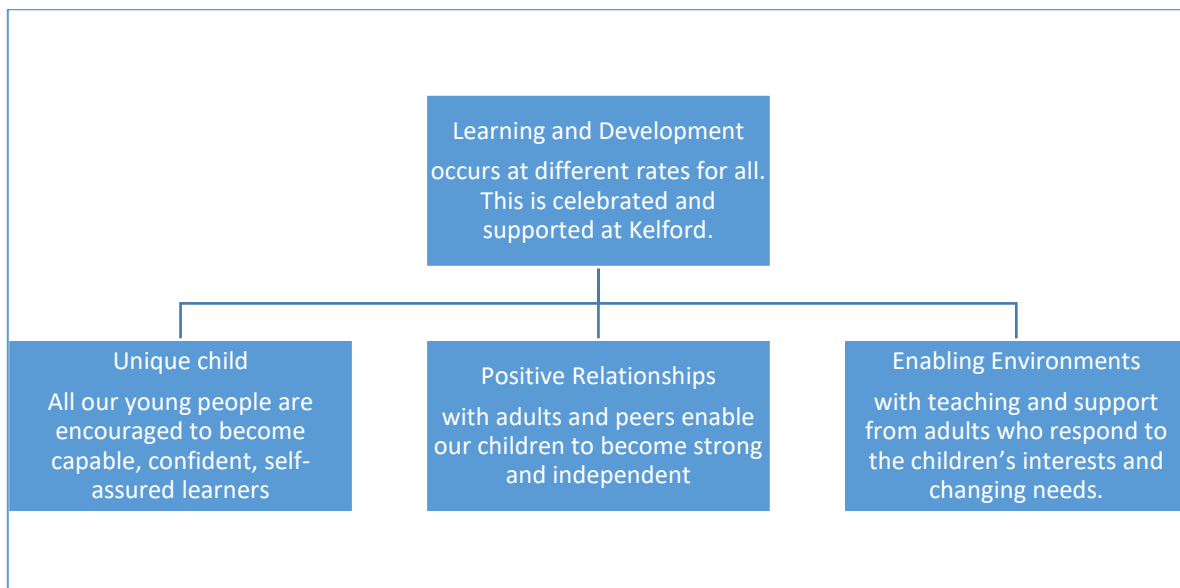 Learning and Development
occurs at different rates for all.
This is celebrated and
supported at Kelford.
Unique child
All our young people are
encouraged to become
capable, confident, self-
assured learners
Positive Relationships
with adults and peers enable
our children to become strong
and independent
Enabling Environments
with teaching and support
from adults who respond to
the children’s interests and
changing needs.